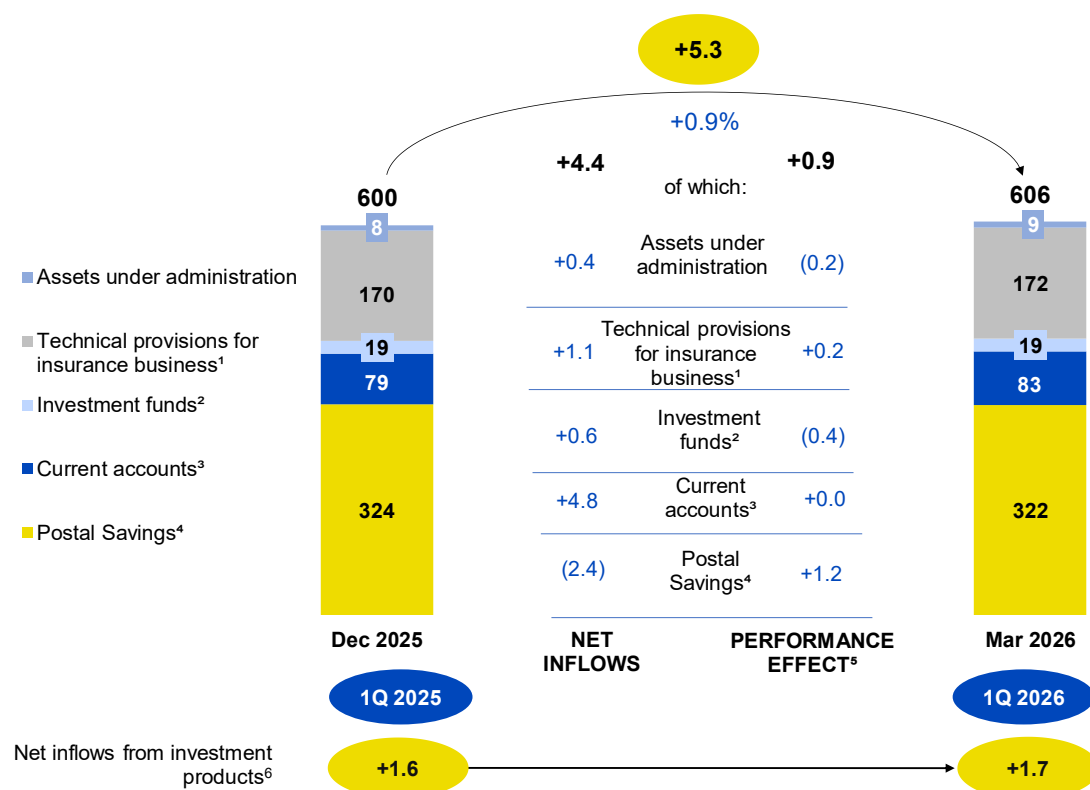 +5.3
+0.9%
+4.4
+0.9
of which:
600
606
8
170
19
79
324
9
172
19
83
322
Assets under administration
Technical provisions for
insurance business¹
Investment funds²
Current accounts³
Postal Savings⁴
+0.4
Assets under
administration
(0.2)
+1.1
Technical provisions
for insurance
business¹
+0.2
+0.6
Investment
funds²
(0.4)
+4.8
Current
accounts³
+0.0
(2.4)
Postal
Savings⁴
+1.2
Dec 2025
NET
INFLOWS
PERFORMANCE
EFFECT⁵
Mar 2026
1Q 2025
1Q 2026
Net inflows from investment
products⁶
+1.6
+1.7